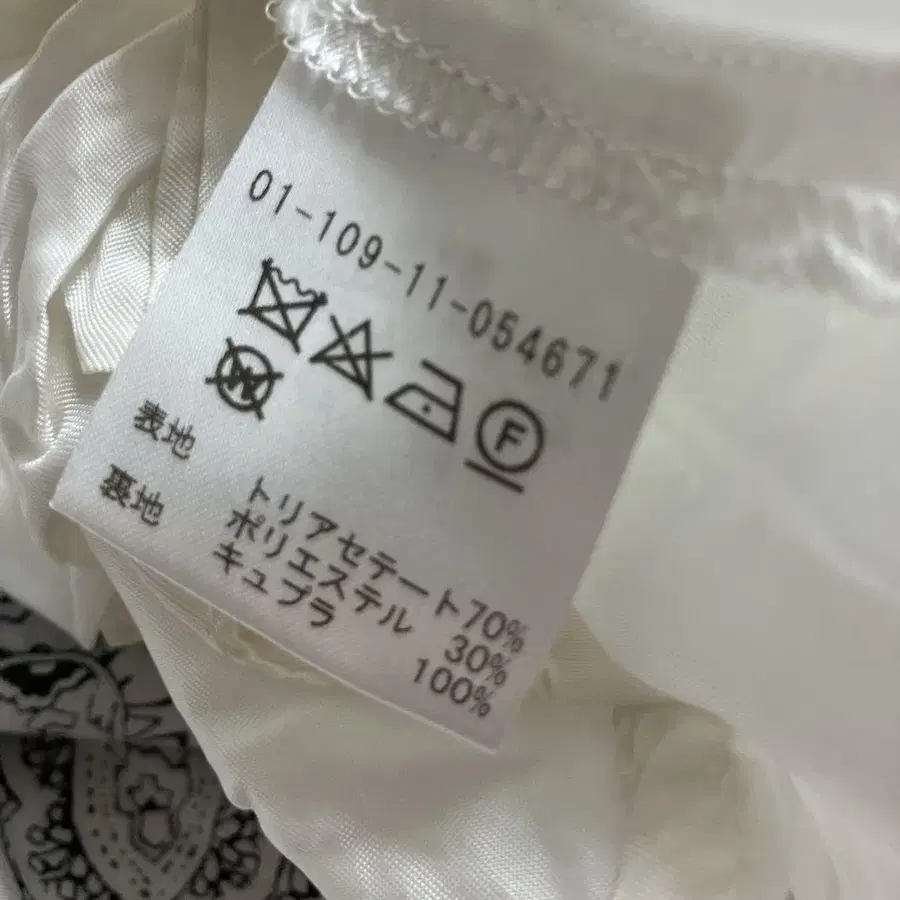 01-109-11-054671
F
W
表地 トリアセテート70%
ポリエステル 30%
裏地 キュプラ 100%